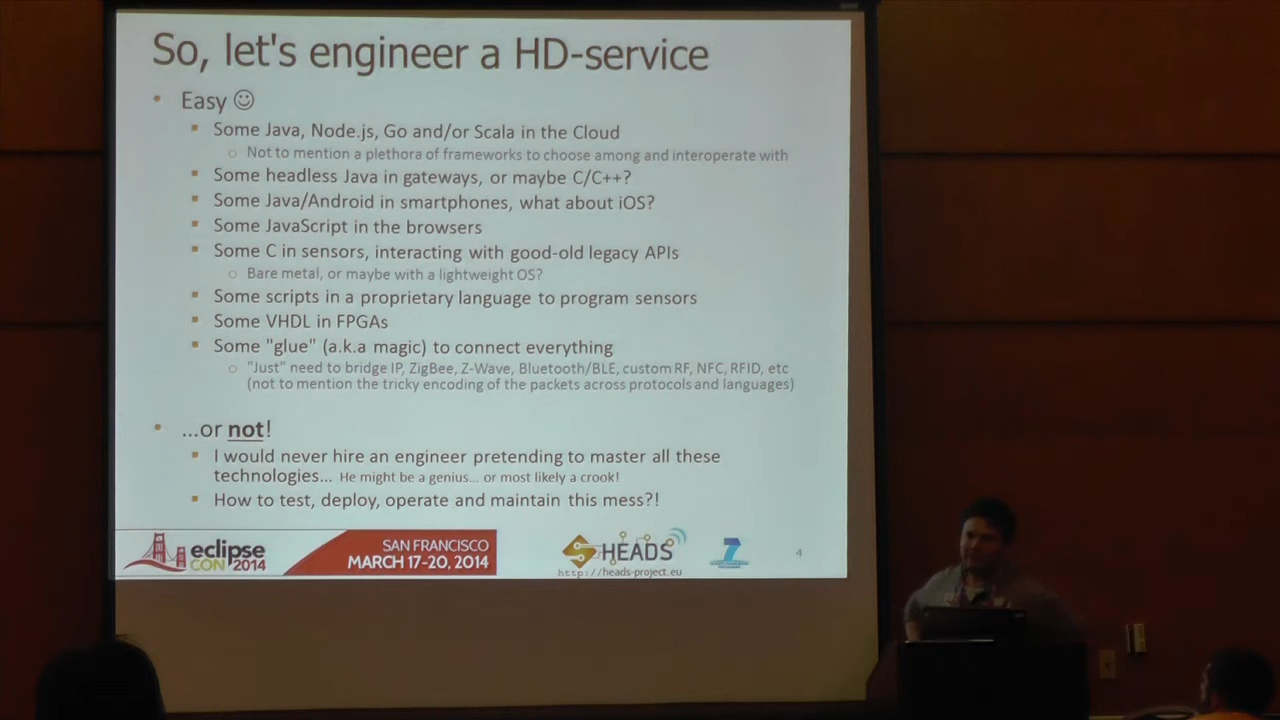 So, let's engineer a HD-service
• Easy ☺
▪ Some Java, Node.js, Go and/or Scala in the Cloud
○ Not to mention a plethora of frameworks to choose among and interoperate with
▪ Some headless Java in gateways, or maybe C/C++?
▪ Some Java/Android in smartphones, what about iOS?
▪ Some JavaScript in the browsers
▪ Some C in sensors, interacting with good-old legacy APIs
○ Bare metal, or maybe with a lightweight OS?
▪ Some scripts in a proprietary language to program sensors
▪ Some VHDL in FPGAs
▪ Some "glue" (a.k.a magic) to connect everything
○ "Just" need to bridge IP, ZigBee, Z-Wave, Bluetooth/BLE, custom RF, NFC, RFID, etc
(not to mention the tricky encoding of the packets across protocols and languages)
• ...or not!
▪ I would never hire an engineer pretending to master all these
technologies... He might be a genius... or most likely a crook!
▪ How to test, deploy, operate and maintain this mess?!
eclipse
CON 2014
SAN FRANCISCO
MARCH 17-20, 2014
HEADS
http://heads-project.eu
7
4